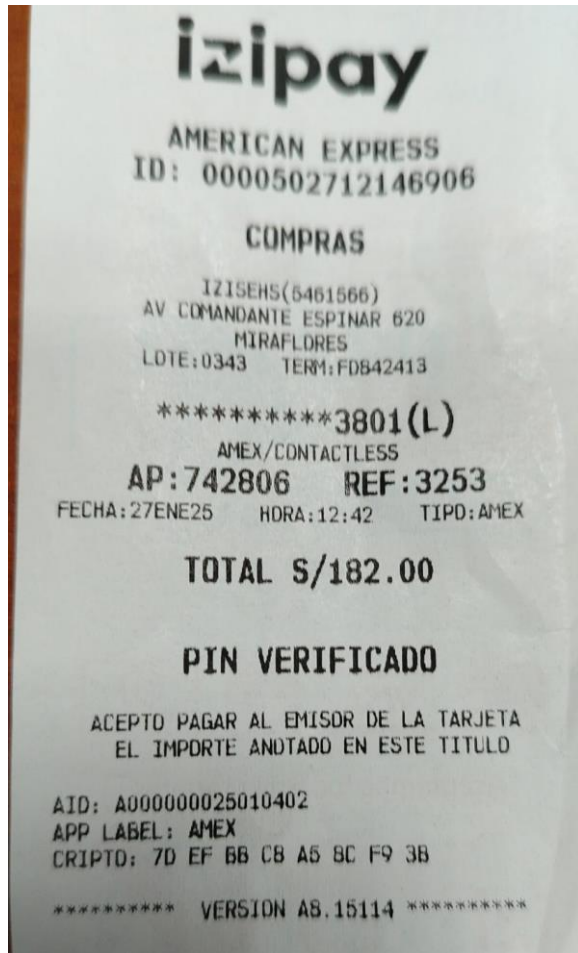 izipay
AMERICAN EXPRESS
ID: 0000502712146906
COMPRAS
IZISEHS(5461566)
AV COMANDANTE ESPINAR 620
MIRAFLORES
LOTE:0343 TERM:FD842413
**********3801(L)
AMEX/CONTACTLESS
AP:742806 REF:3253
FECHA:27ENE25 HORA:12:42 TIPO:AMEX
TOTAL S/182.00
PIN VERIFICADO
ACEPTO PAGAR AL EMISOR DE LA TARJETA
EL IMPORTE ANOTADO EN ESTE TITULO
AID: A000000025010402
APP LABEL: AMEX
CRIPTO: 7D EF BB C8 A5 8C F9 3B
********** VERSION A8.15114 **********